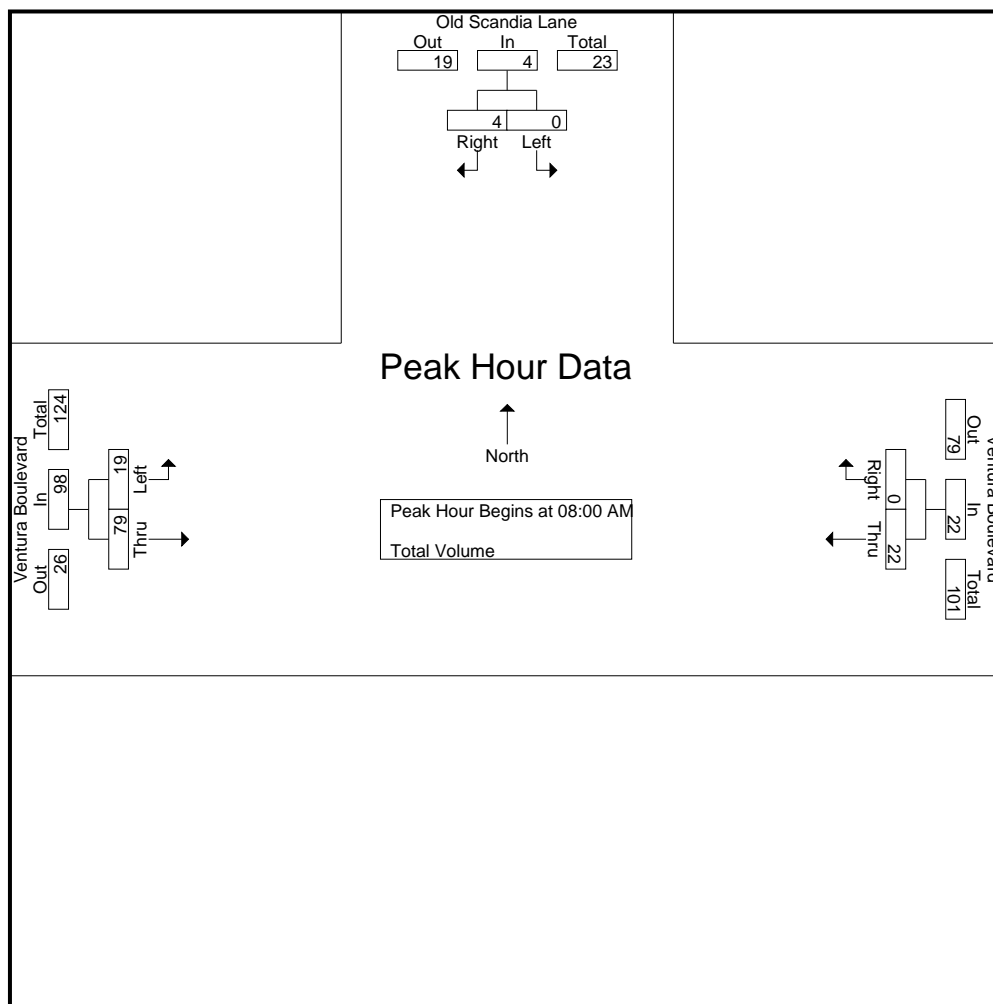 Old Scandia Lane
Out In Total
19 4 23
4 0
Right Left
Peak Hour Data
North
Peak Hour Begins at 08:00 AM
Total Volume
Ventura Boulevard
Total In Out
124 98 26
19 79
Left Thru
Ventura Boulevard
Out In Total
79 22 101
Right Thru
0 22